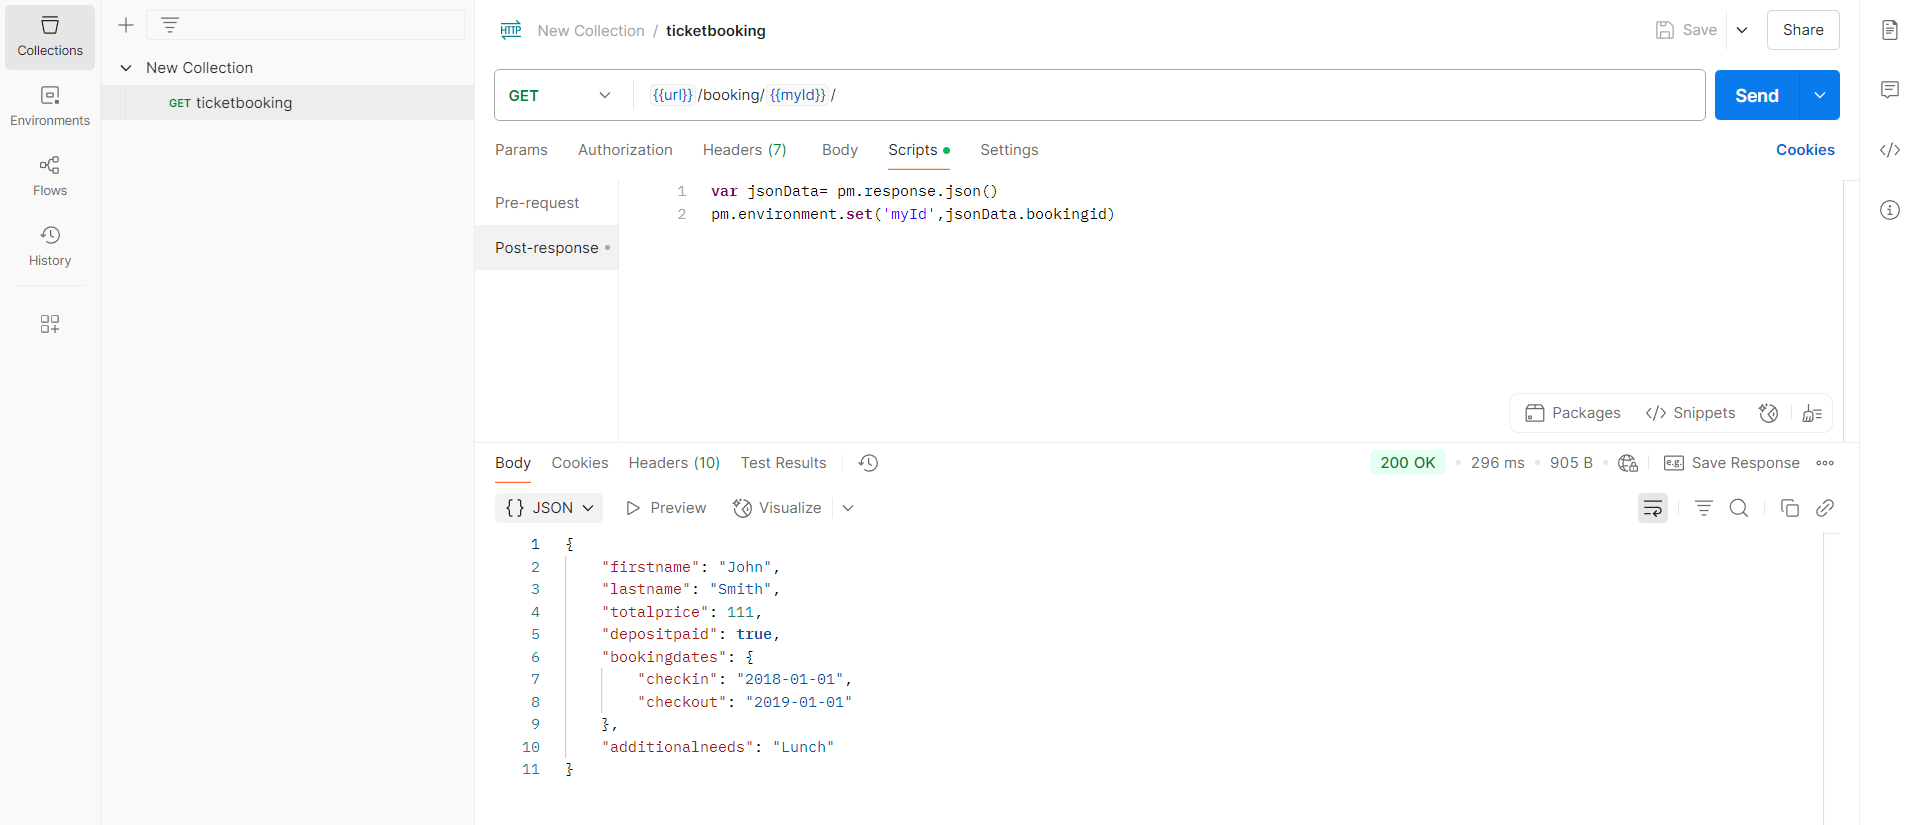 Collections
Environments
Flows
History
New Collection
GET ticketbooking
HTTP New Collection / ticketbooking
Save
Share
GET
{{url}} /booking/ {{myId}} /
Send
Params Authorization Headers (7) Body Scripts Settings
Cookies
Pre-request
Post-response
1 var jsonData= pm.response.json()
2 pm.environment.set('myId',jsonData.bookingid)
Packages </> Snippets
Body Cookies Headers (10) Test Results
200 OK • 296 ms • 905 B • e.g. Save Response
{} JSON Preview Visualize
1 {
2 "firstname": "John",
3 "lastname": "Smith",
4 "totalprice": 111,
5 "depositpaid": true,
6 "bookingdates": {
7 "checkin": "2018-01-01",
8 "checkout": "2019-01-01"
9 },
10 "additionalneeds": "Lunch"
11 }